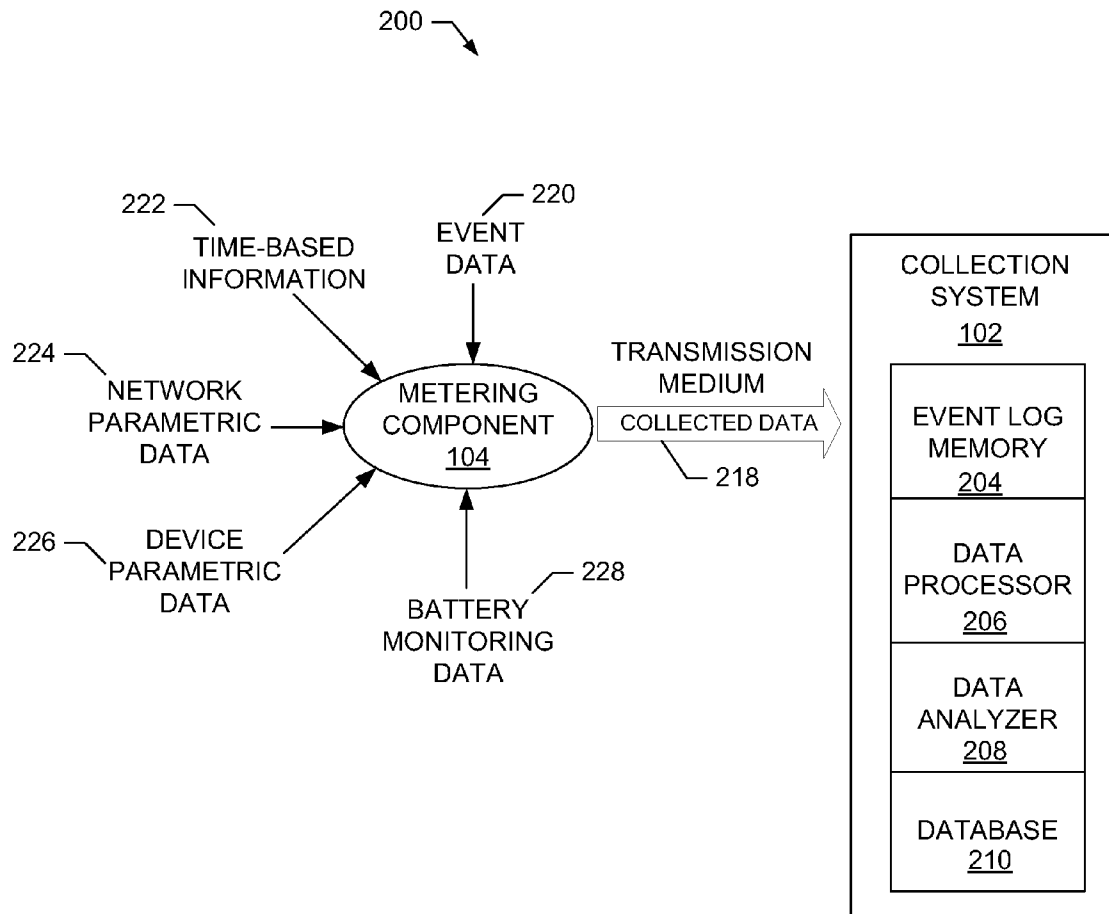 200
222
TIME-BASED
INFORMATION
220
EVENT
DATA
224
NETWORK
PARAMETRIC
DATA
226
DEVICE
PARAMETRIC
DATA
METERING
COMPONENT
104
228
BATTERY
MONITORING
DATA
TRANSMISSION
MEDIUM
COLLECTED DATA
218
COLLECTION
SYSTEM
102
EVENT LOG
MEMORY
204
DATA
PROCESSOR
206
DATA
ANALYZER
208
DATABASE
210